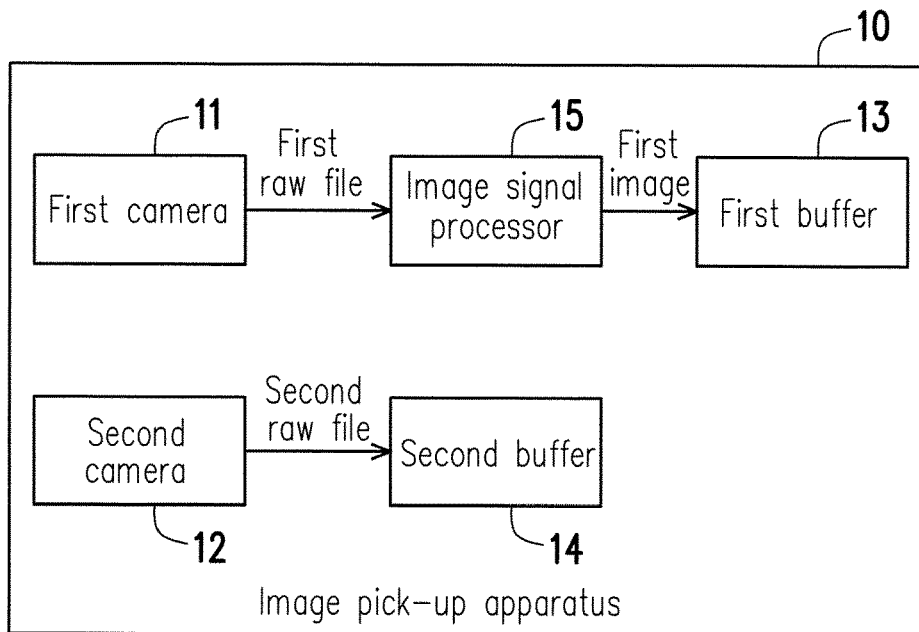 10
11
First
raw file
15
First
image
13
First camera
Image signal
processor
First buffer
Second
raw file
Second
camera
Second buffer
12
14
Image pick-up apparatus